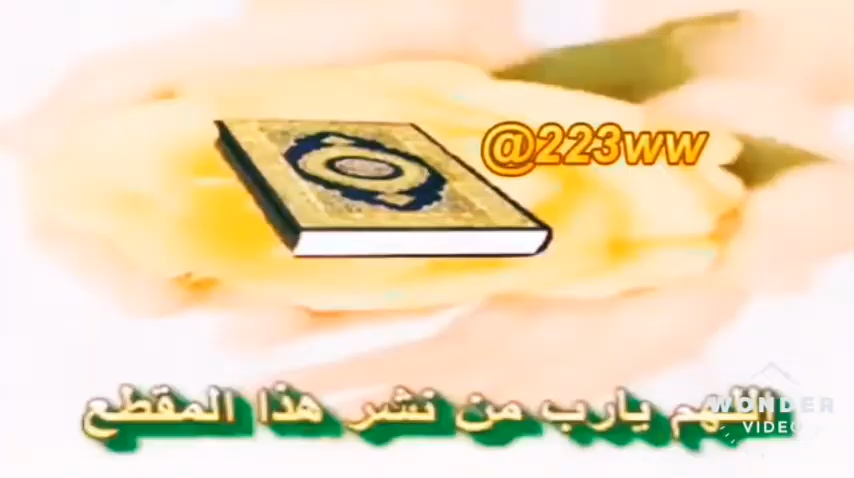 @223ww
اللهم يارب من نشر هذا المقطع
WONDER
VIDEO